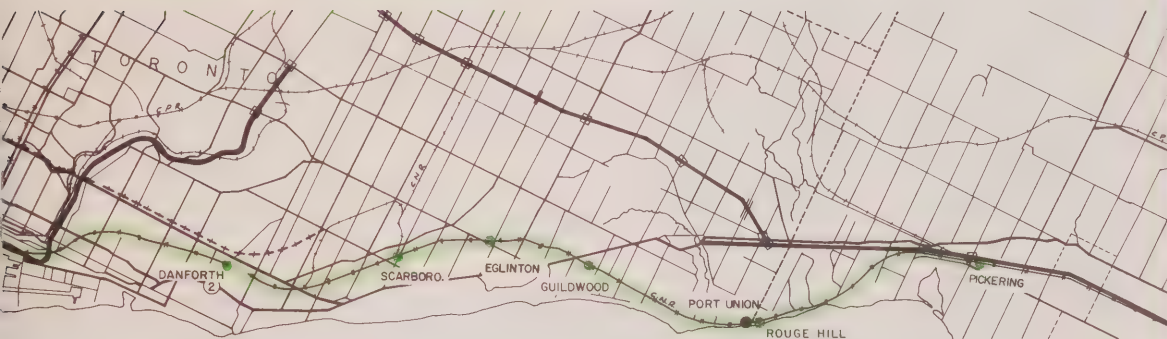 TORONTO
C.P.R.
C.N.R.
C.P.
DANFORTH
2
SCARBORO.
EGLINTON
GUILDWOOD
C.N.R.
PORT UNION
ROUGE HILL
PICKERING